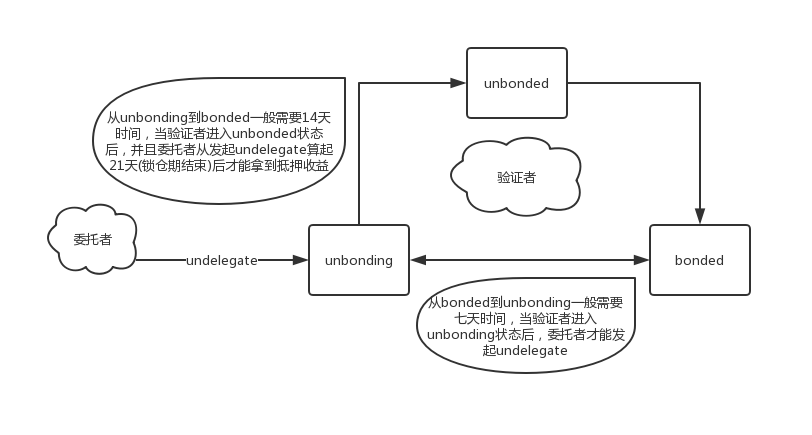 unbonded
从unbonding到bonded一般需要14天
时间，当验证者进入unbonded状态
后，并且委托者从发起undelegate算起
21天(锁仓期结束)后才能拿到抵押收益
验证者
委托者
undelegate
unbonding
bonded
从bonded到unbonding一般需要
七天时间，当验证者进入
unbonding状态后，委托者才能发
起undelegate